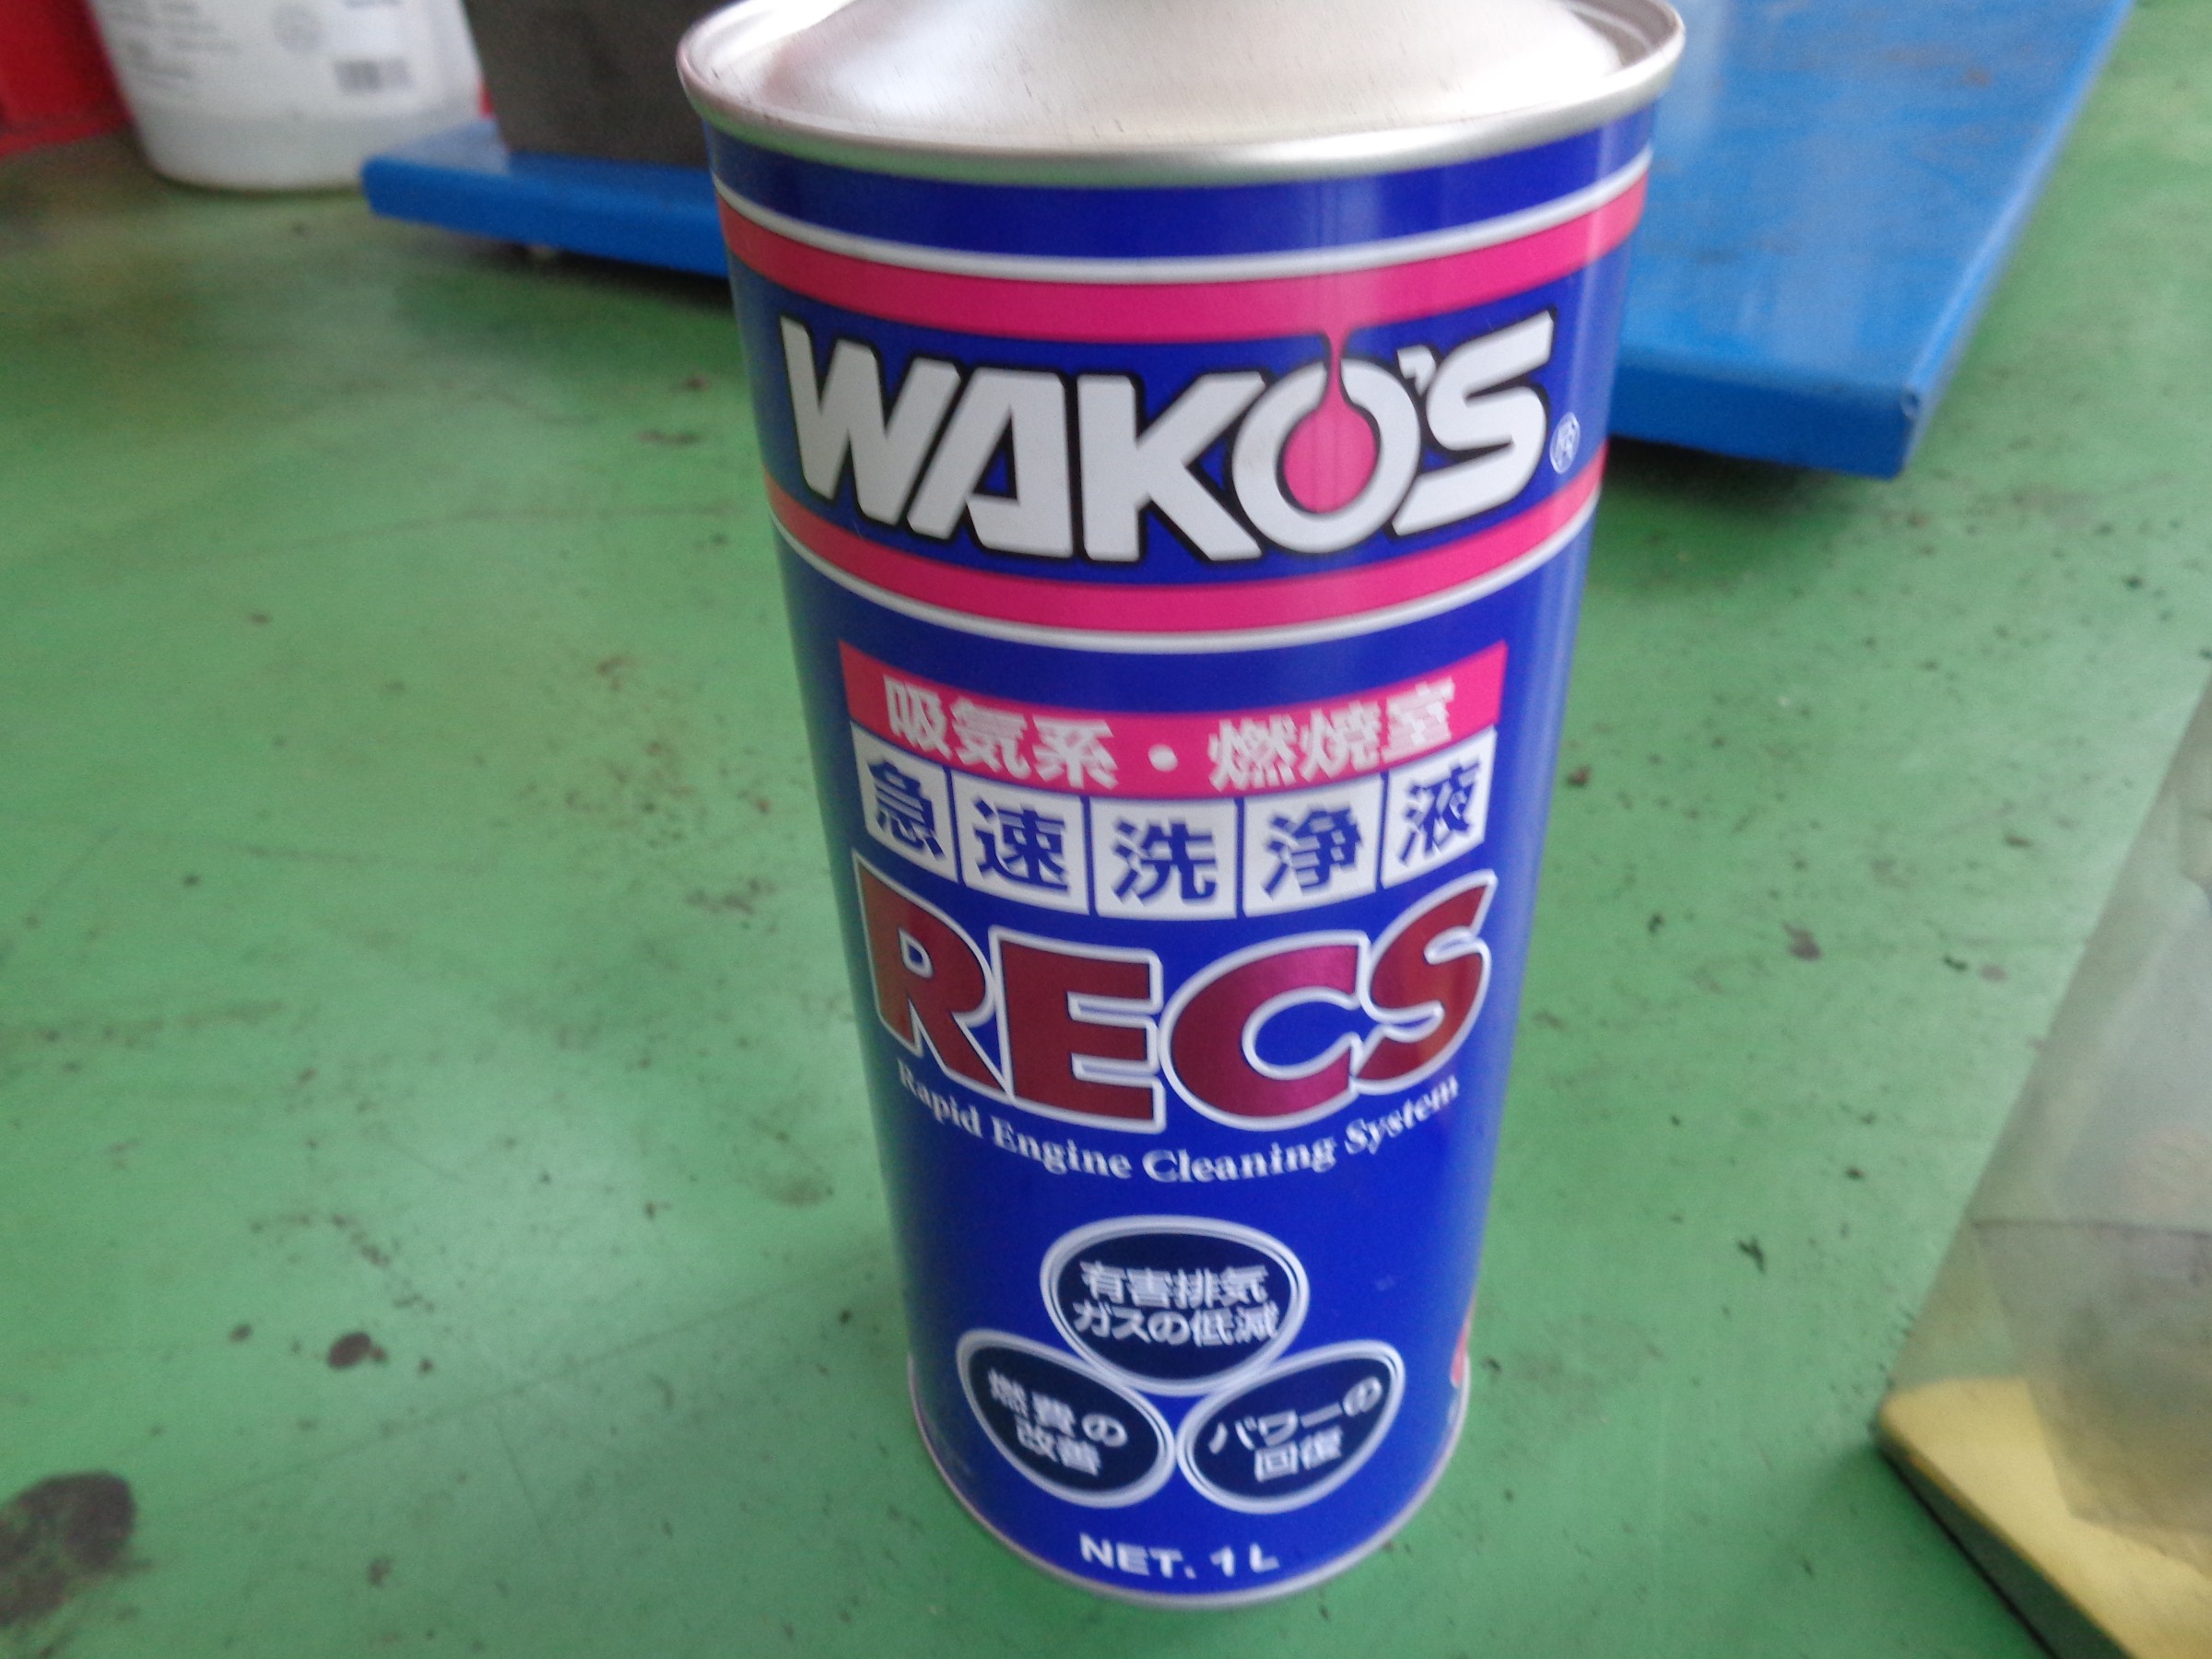 WAKO'S®
吸気系・燃焼室
急速洗浄液
RECS
Rapid Engine Cleaning System
有害排気
ガスの低減
燃費の
改善
パワーの
回復
NET. 1L